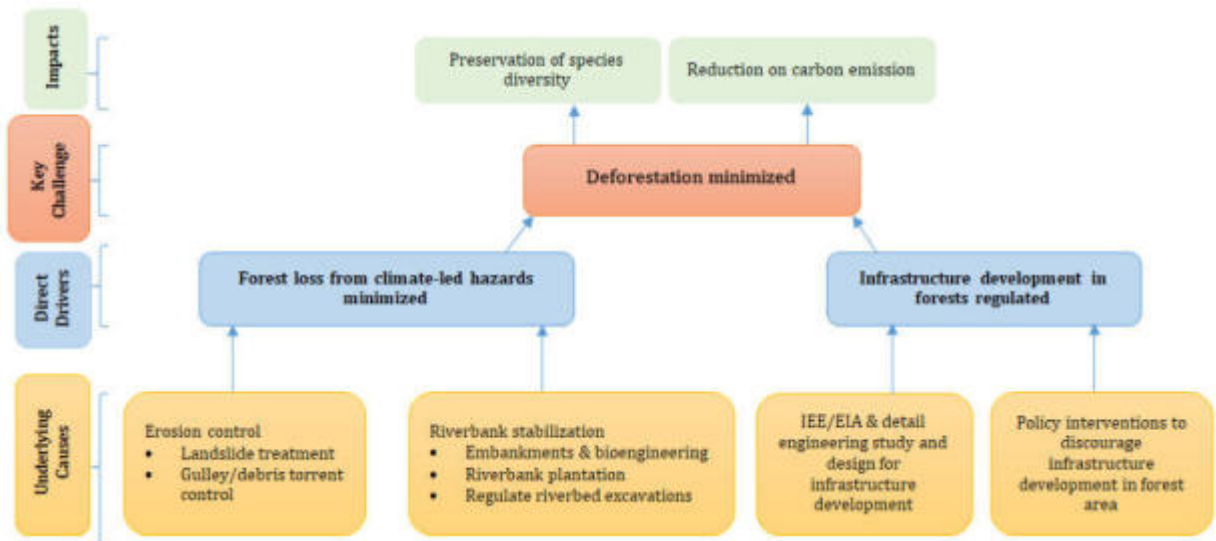 Impacts
Preservation of species
diversity
Reduction on carbon emission
Key
Challenge
Deforestation minimized
Direct
Drivers
Forest loss from climate-led hazards
minimized
Infrastructure development in
forests regulated
Underlying
Causes
Erosion control
• Landslide treatment
• Gulley/debris torrent
control
Riverbank stabilization
• Embankments & bioengineering
• Riverbank plantation
• Regulate riverbed excavations
IEE/EIA & detail
engineering study and
design for
infrastructure
development
Policy interventions to
discourage
infrastructure
development in forest
area